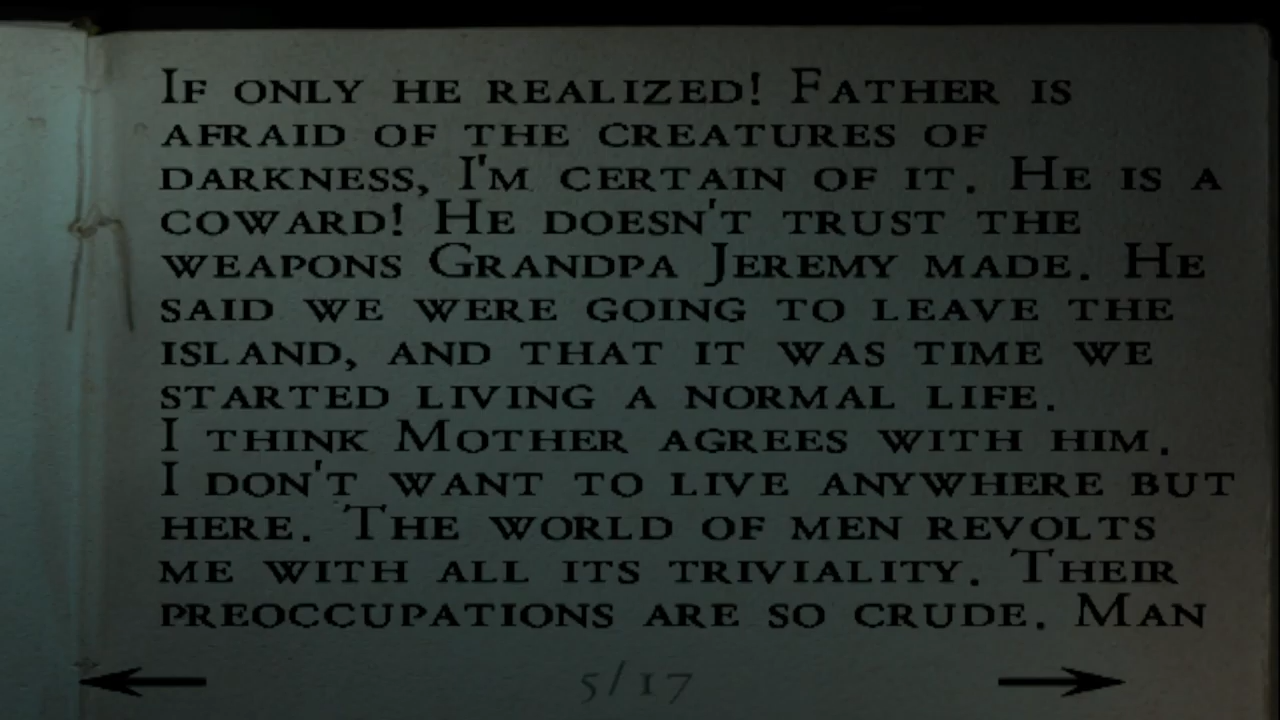 If only he realized! Father is
afraid of the creatures of
darkness, I'm certain of it. He is a
coward! He doesn't trust the
weapons Grandpa Jeremy made. He
said we were going to leave the
island, and that it was time we
started living a normal life.
I think Mother agrees with him.
I don't want to live anywhere but
here. The world of men revolts
me with all its triviality. Their
preoccupations are so crude. Man
5/17